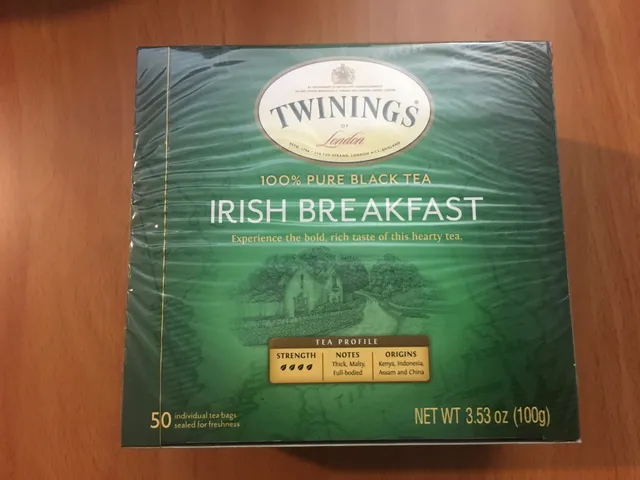 TWININGS®
OF
London
100% PURE BLACK TEA
IRISH BREAKFAST
Experience the bold, rich taste of this hearty tea.
TEA PROFILE
STRENGTH
NOTES
Thick, Malty,
Full-bodied
ORIGINS
Kenya, Indonesia,
Assam and China
50 individual tea bags
sealed for freshness
NET WT 3.53 oz (100g)